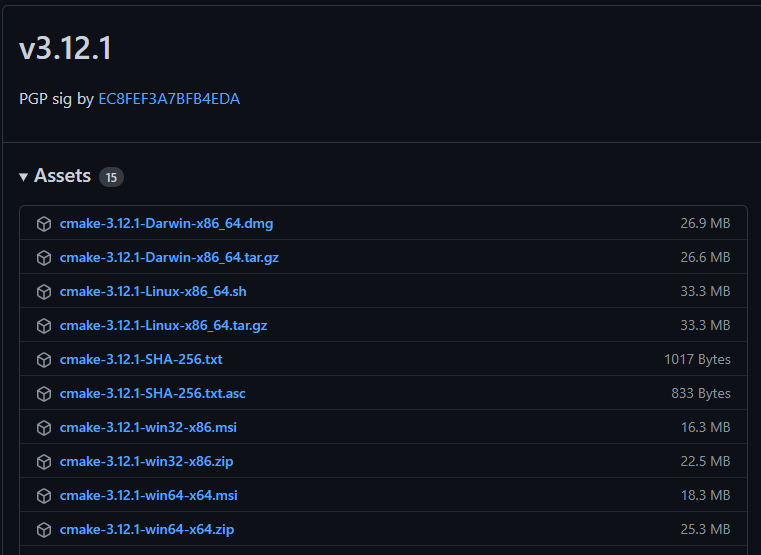 v3.12.1
PGP sig by EC8FEF3A7BFB4EDA
Assets 15
cmake-3.12.1-Darwin-x86_64.dmg 26.9 MB
cmake-3.12.1-Darwin-x86_64.tar.gz 26.6 MB
cmake-3.12.1-Linux-x86_64.sh 33.3 MB
cmake-3.12.1-Linux-x86_64.tar.gz 33.3 MB
cmake-3.12.1-SHA-256.txt 1017 Bytes
cmake-3.12.1-SHA-256.txt.asc 833 Bytes
cmake-3.12.1-win32-x86.msi 16.3 MB
cmake-3.12.1-win32-x86.zip 22.5 MB
cmake-3.12.1-win64-x64.msi 18.3 MB
cmake-3.12.1-win64-x64.zip 25.3 MB